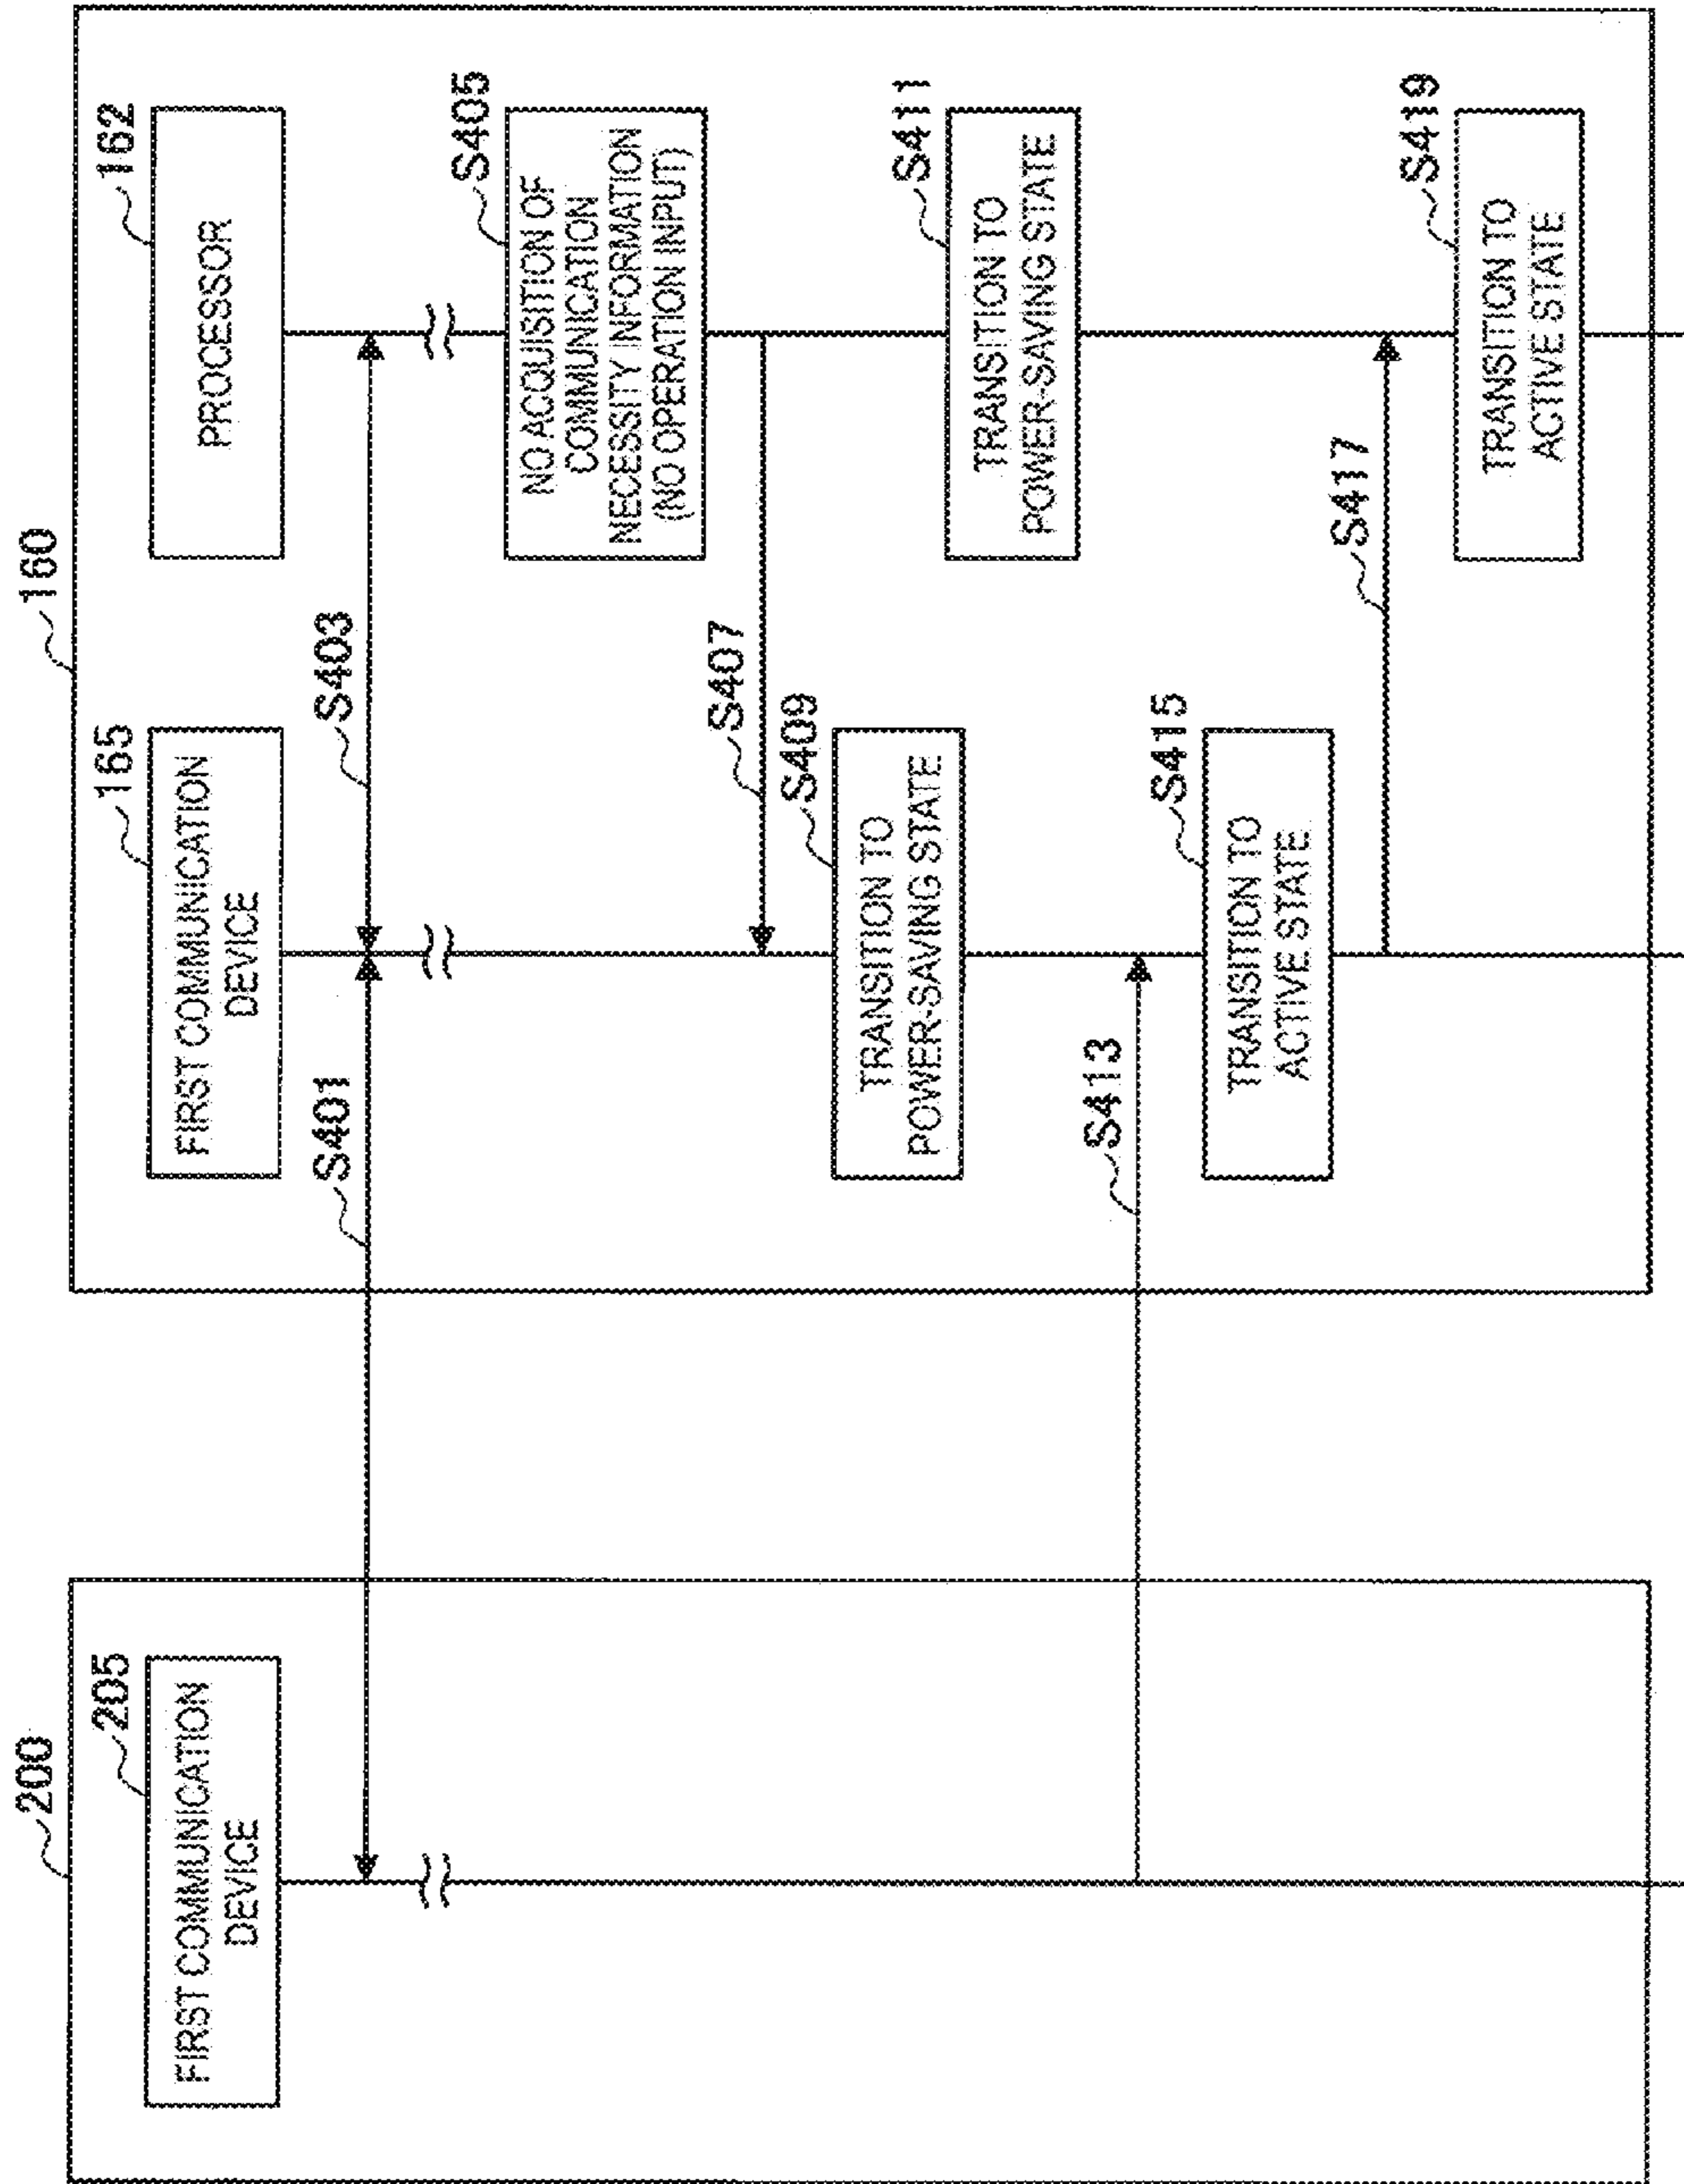 200
205
FIRST COMMUNICATION
DEVICE
160
165
FIRST COMMUNICATION
DEVICE
162
PROCESSOR
S401
S403
S405
NO ACQUISITION OF
COMMUNICATION
NECESSITY INFORMATION
(NO OPERATION INPUT)
S407
S409
TRANSITION TO
POWER-SAVING STATE
S411
TRANSITION TO
POWER-SAVING STATE
S413
S415
TRANSITION TO
ACTIVE STATE
S417
S419
TRANSITION TO
ACTIVE STATE